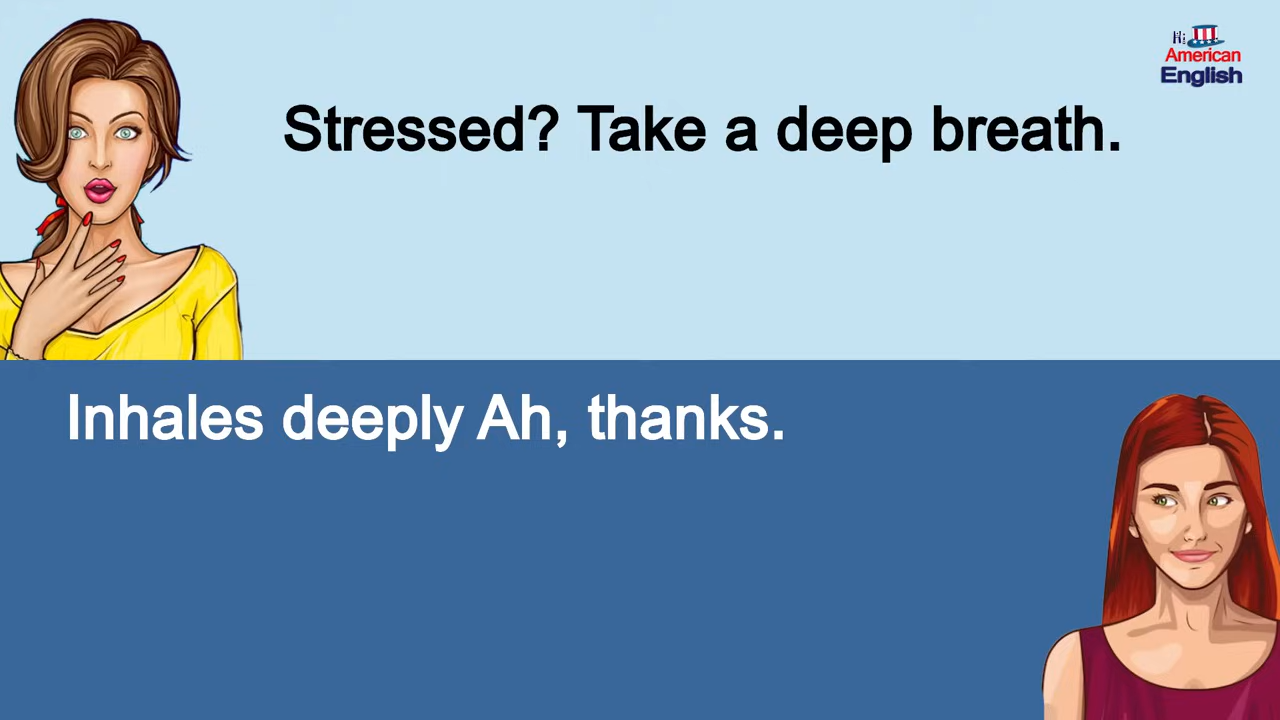 Hi
American
English
Stressed? Take a deep breath.
Inhales deeply Ah, thanks.